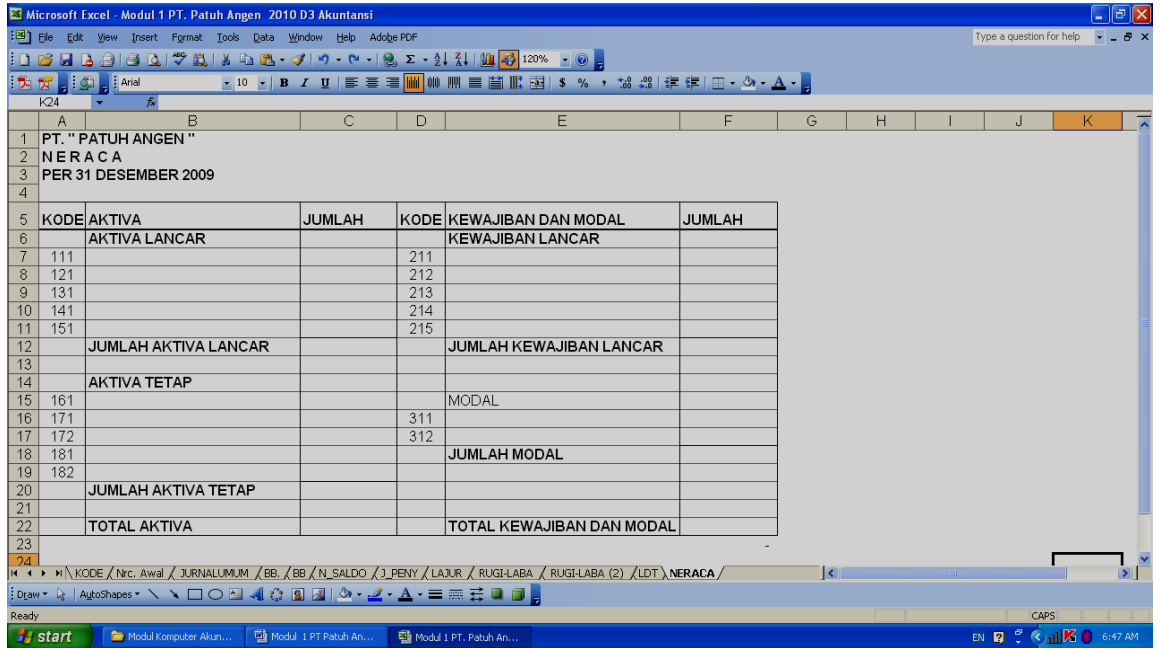 Microsoft Excel - Modul 1 PT. Patuh Angen 2010 D3 Akuntansi
File Edit View Insert Format Tools Data Window Help Adobe PDF Type a question for help
120%
Arial 10 B I U $ % ,
K24 fx
A B C D E F G H I J K
1 PT. " PATUH ANGEN "
2 N E R A C A
3 PER 31 DESEMBER 2009
4
5 KODE AKTIVA JUMLAH KODE KEWAJIBAN DAN MODAL JUMLAH
6 AKTIVA LANCAR KEWAJIBAN LANCAR
7 111 211
8 121 212
9 131 213
10 141 214
11 151 215
12 JUMLAH AKTIVA LANCAR JUMLAH KEWAJIBAN LANCAR
13
14 AKTIVA TETAP
15 161 MODAL
16 171 311
17 172 312
18 181 JUMLAH MODAL
19 182
20 JUMLAH AKTIVA TETAP
21
22 TOTAL AKTIVA TOTAL KEWAJIBAN DAN MODAL
23 -
24
KODE / Nrc. Awal / JURNALUMUM / BB. / BB / N_SALDO / J_PENY / LAJUR / RUGI-LABA / RUGI-LABA (2) / LDT \ NERACA /
Draw AutoShapes
Ready CAPS
start Modul Komputer Akun... Modul 1 PT Patuh An... Modul 1 PT. Patuh An... EN 6:47 AM